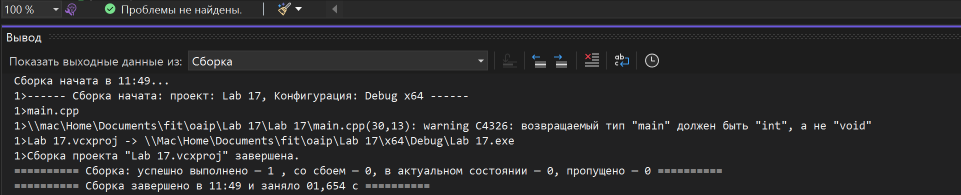 100 %
Проблемы не найдены.
Вывод
Показать выходные данные из: Сборка
Сборка начата в 11:49...
1>------ Сборка начата: проект: Lab 17, Конфигурация: Debug x64 ------
1>main.cpp
1>\\mac\Home\Documents\fit\oaip\Lab 17\Lab 17\main.cpp(30,13): warning C4326: возвращаемый тип "main" должен быть "int", а не "void"
1>Lab 17.vcxproj -> \\Mac\Home\Documents\fit\oaip\Lab 17\x64\Debug\Lab 17.exe
1>Сборка проекта "Lab 17.vcxproj" завершена.
========== Сборка: успешно выполнено — 1 , со сбоем — 0, в актуальном состоянии — 0, пропущено — 0 ==========
========== Сборка завершено в 11:49 и заняло 01,654 с ==========